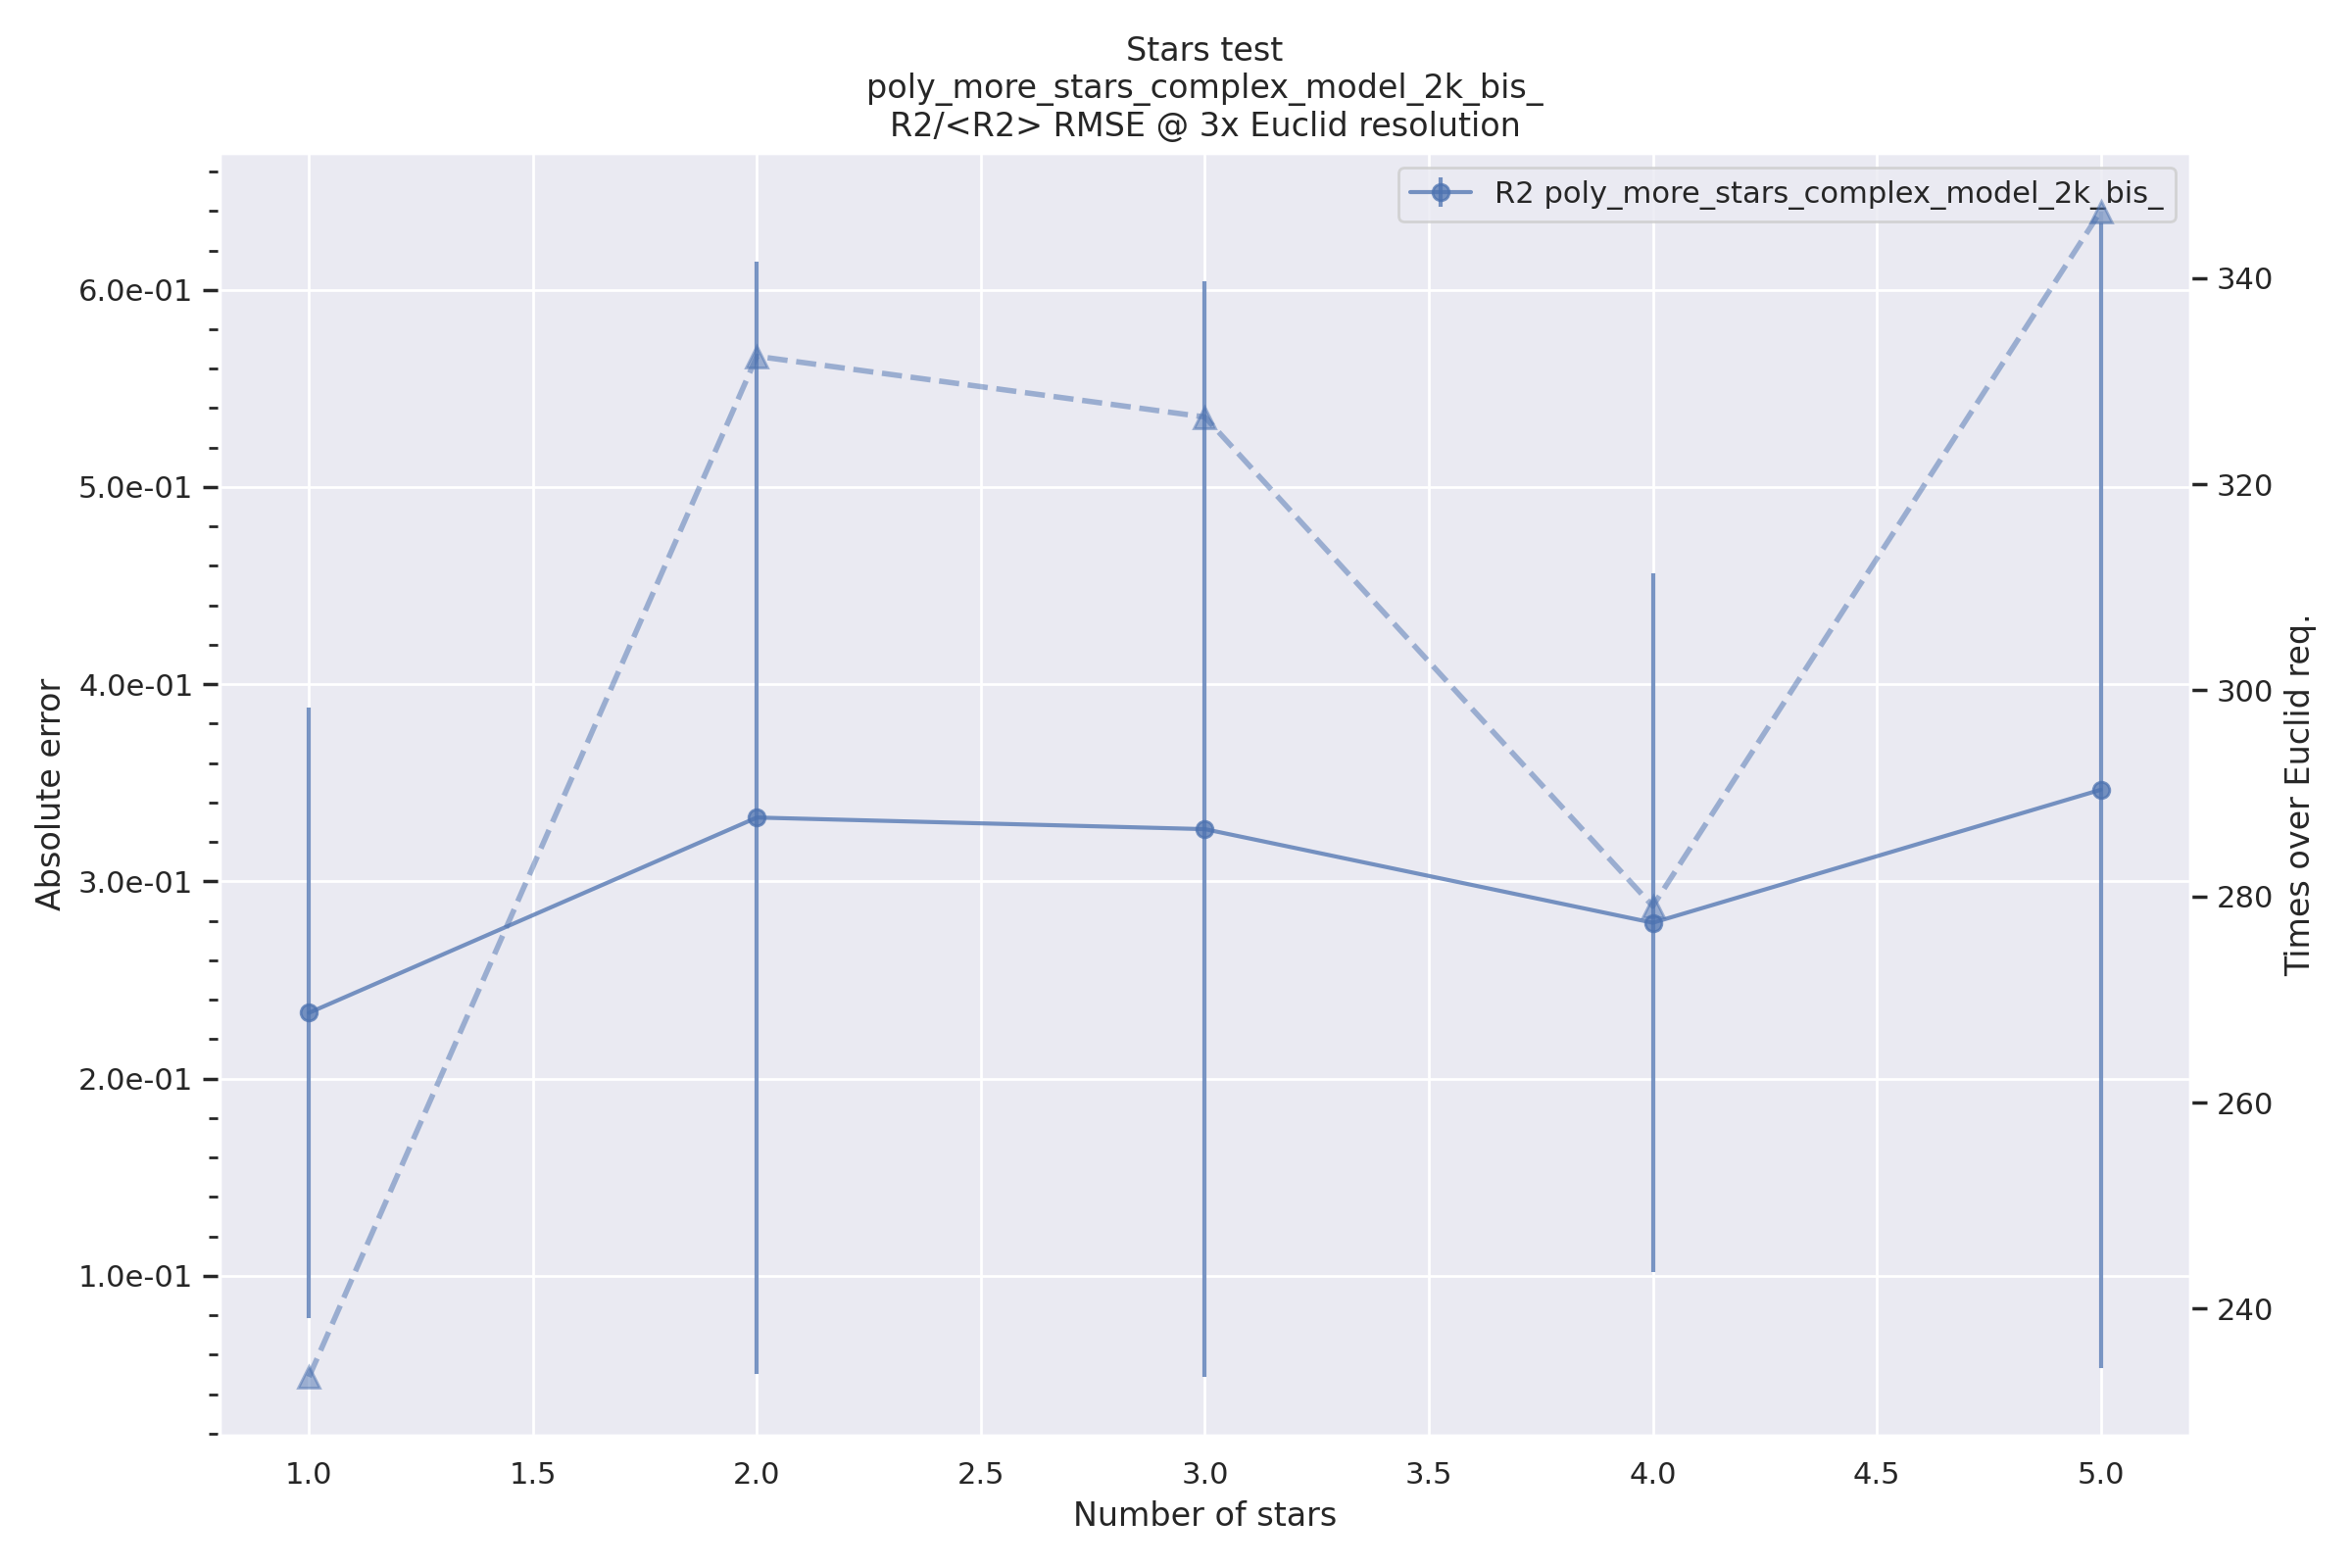 Stars test
poly_more_stars_complex_model_2k_bis_
R2/<R2> RMSE @ 3x Euclid resolution
R2 poly_more_stars_complex_model_2k_bis_
Absolute error
6.0e-01
5.0e-01
4.0e-01
3.0e-01
2.0e-01
1.0e-01
340
320
300
280
260
240
Times over Euclid req.
1.0 1.5 2.0 2.5 3.0 3.5 4.0 4.5 5.0
Number of stars